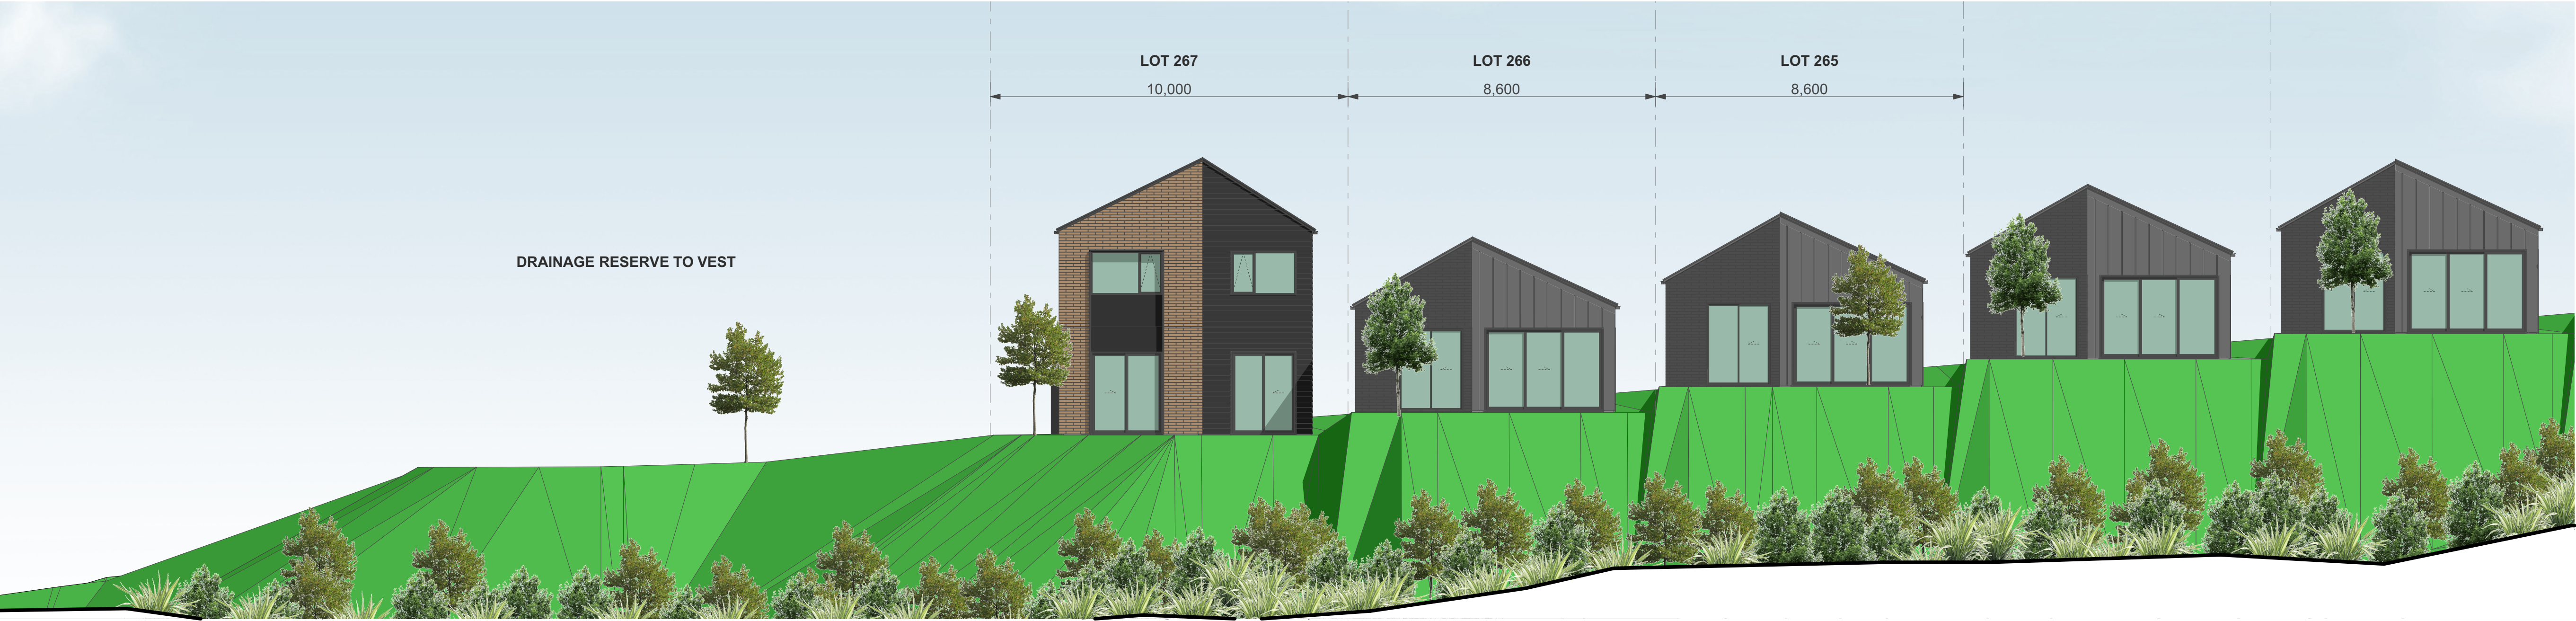 LOT 267
10,000
LOT 266
8,600
LOT 265
8,600
DRAINAGE RESERVE TO VEST